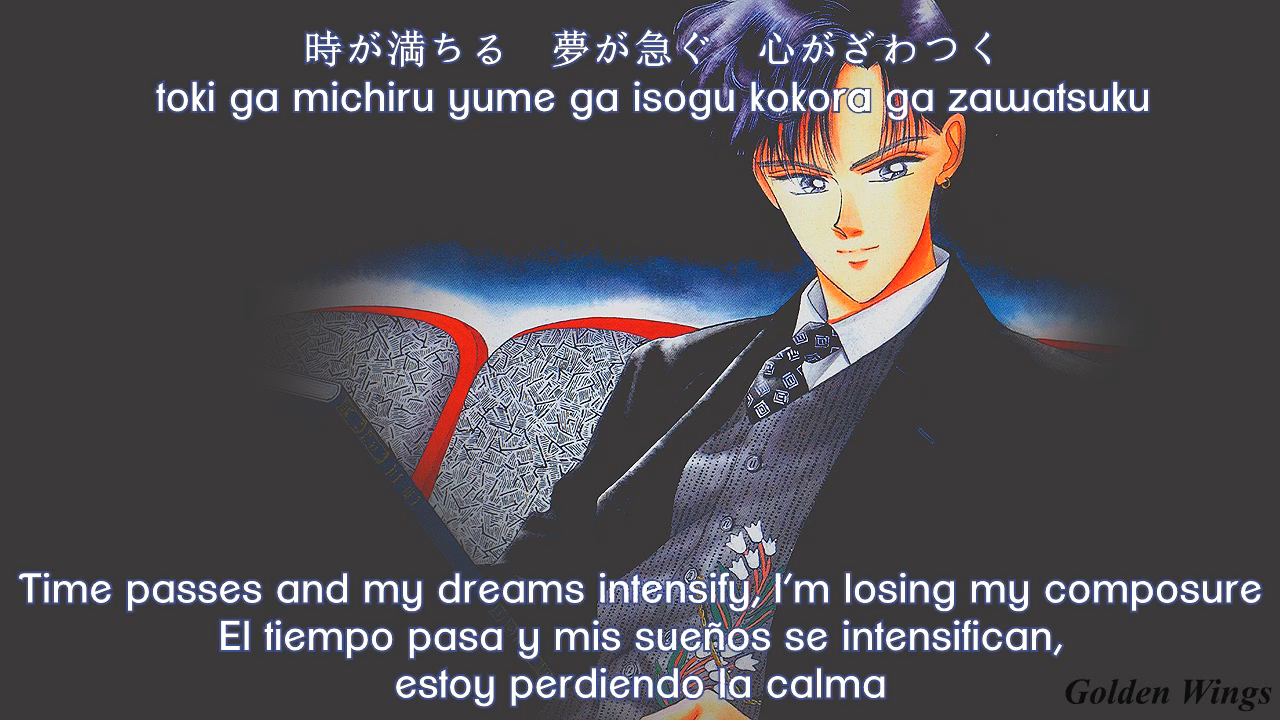 時が満ちる　夢が急ぐ　心がざわつく
toki ga michiru yume ga isogu kokora ga zawatsuku
Time passes and my dreams intensify, I'm losing my composure
El tiempo pasa y mis sueños se intensifican,
estoy perdiendo la calma
Golden Wings